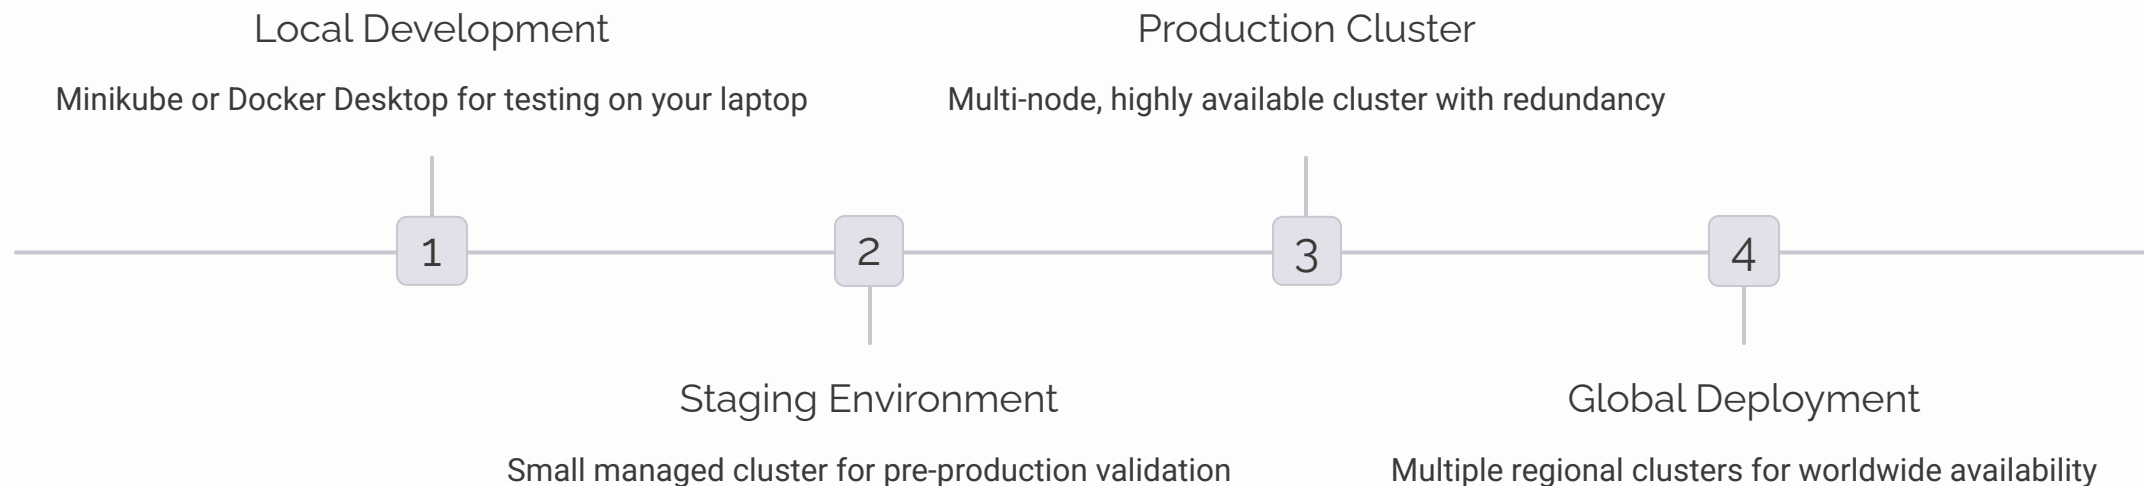 Local Development
Minikube or Docker Desktop for testing on your laptop
Production Cluster
Multi-node, highly available cluster with redundancy
1
2
3
4
Staging Environment
Small managed cluster for pre-production validation
Global Deployment
Multiple regional clusters for worldwide availability